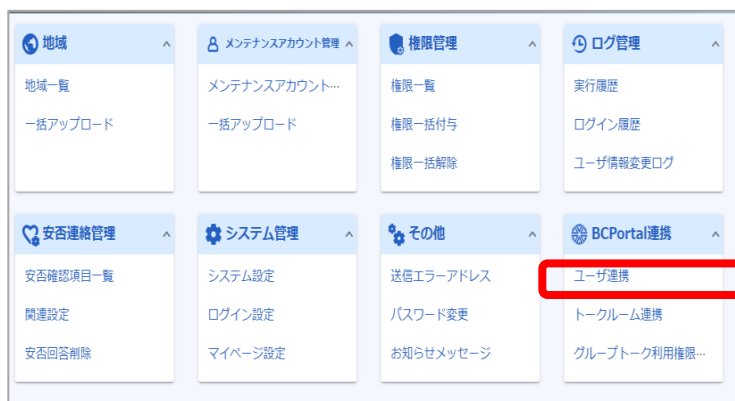 地域
地域一覧
一括アップロード
メンテナンスアカウント管理
メンテナンスアカウント…
一括アップロード
権限管理
権限一覧
権限一括付与
権限一括解除
ログ管理
実行履歴
ログイン履歴
ユーザ情報変更ログ
安否連絡管理
安否確認項目一覧
関連設定
安否回答削除
システム管理
システム設定
ログイン設定
マイページ設定
その他
送信エラーアドレス
パスワード変更
お知らせメッセージ
BCPortal連携
ユーザ連携
トークルーム連携
グループトーク利用権限…